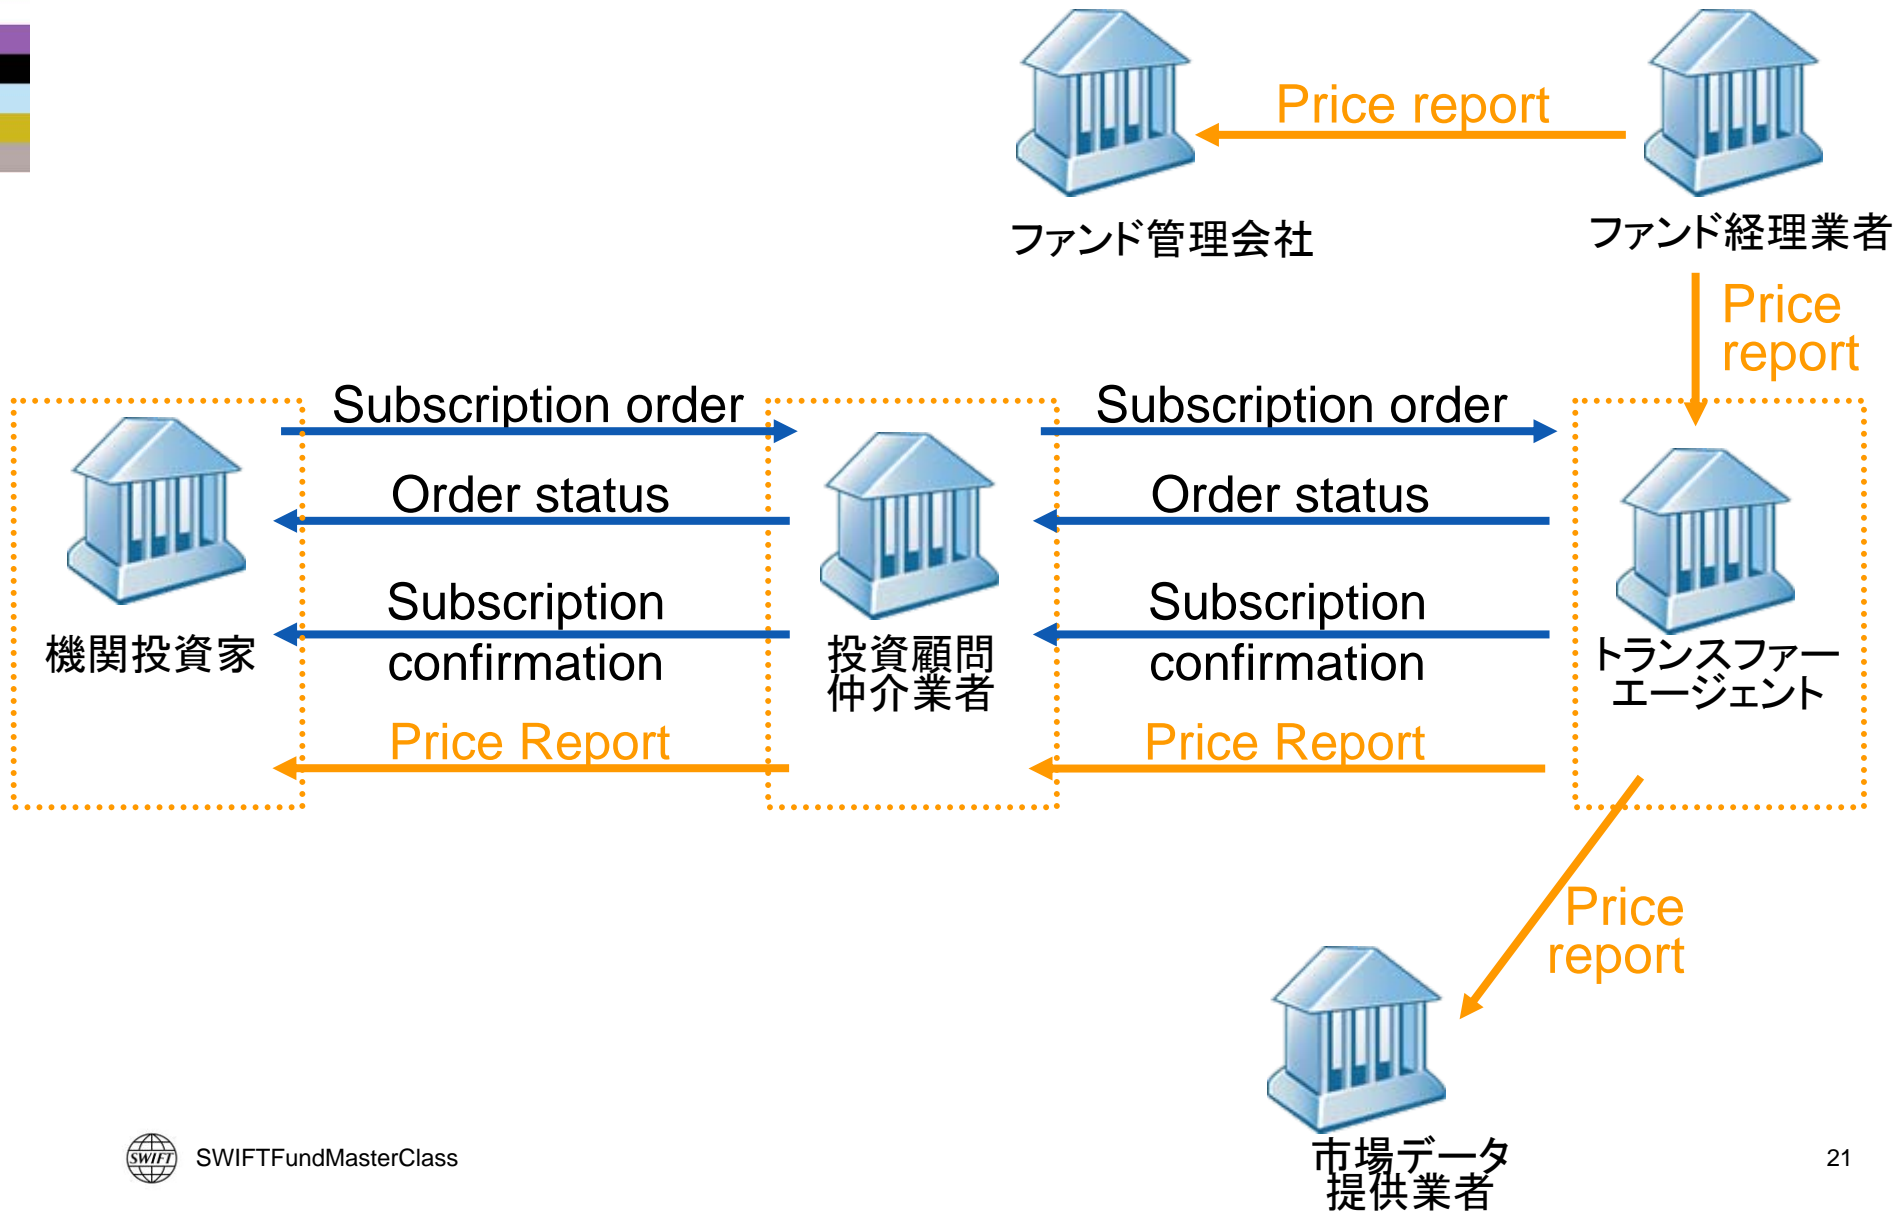 Price report
ファンド管理会社
ファンド経理業者
Price
report
Subscription order
Subscription order
Order status
Order status
Subscription
confirmation
Subscription
confirmation
機関投資家
投資顧問
仲介業者
トランスファー
エージェント
Price Report
Price Report
Price
report
市場データ
提供業者
SWIFT
SWIFTFundMasterClass
21